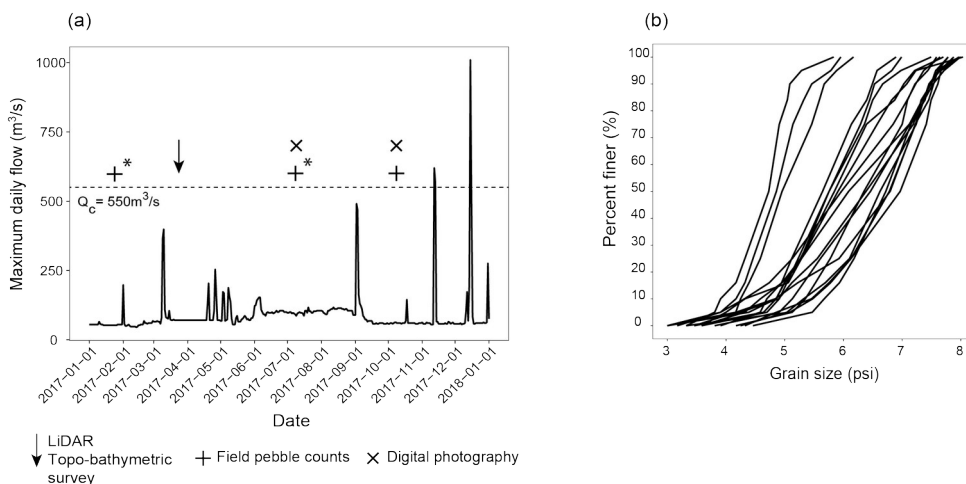 (a)
Maximum daily flow (m³/s)
1000
750
500
250
0
*
*
Q_c = 550m³/s
2017-01-01
2017-02-01
2017-03-01
2017-04-01
2017-05-01
2017-06-01
2017-07-01
2017-08-01
2017-09-01
2017-10-01
2017-11-01
2017-12-01
2018-01-01
Date
LiDAR
Topo-bathymetric
survey
Field pebble counts
Digital photography
(b)
Percent finer (%)
100
90
80
70
60
50
40
30
20
10
0
3 4 5 6 7 8
Grain size (psi)